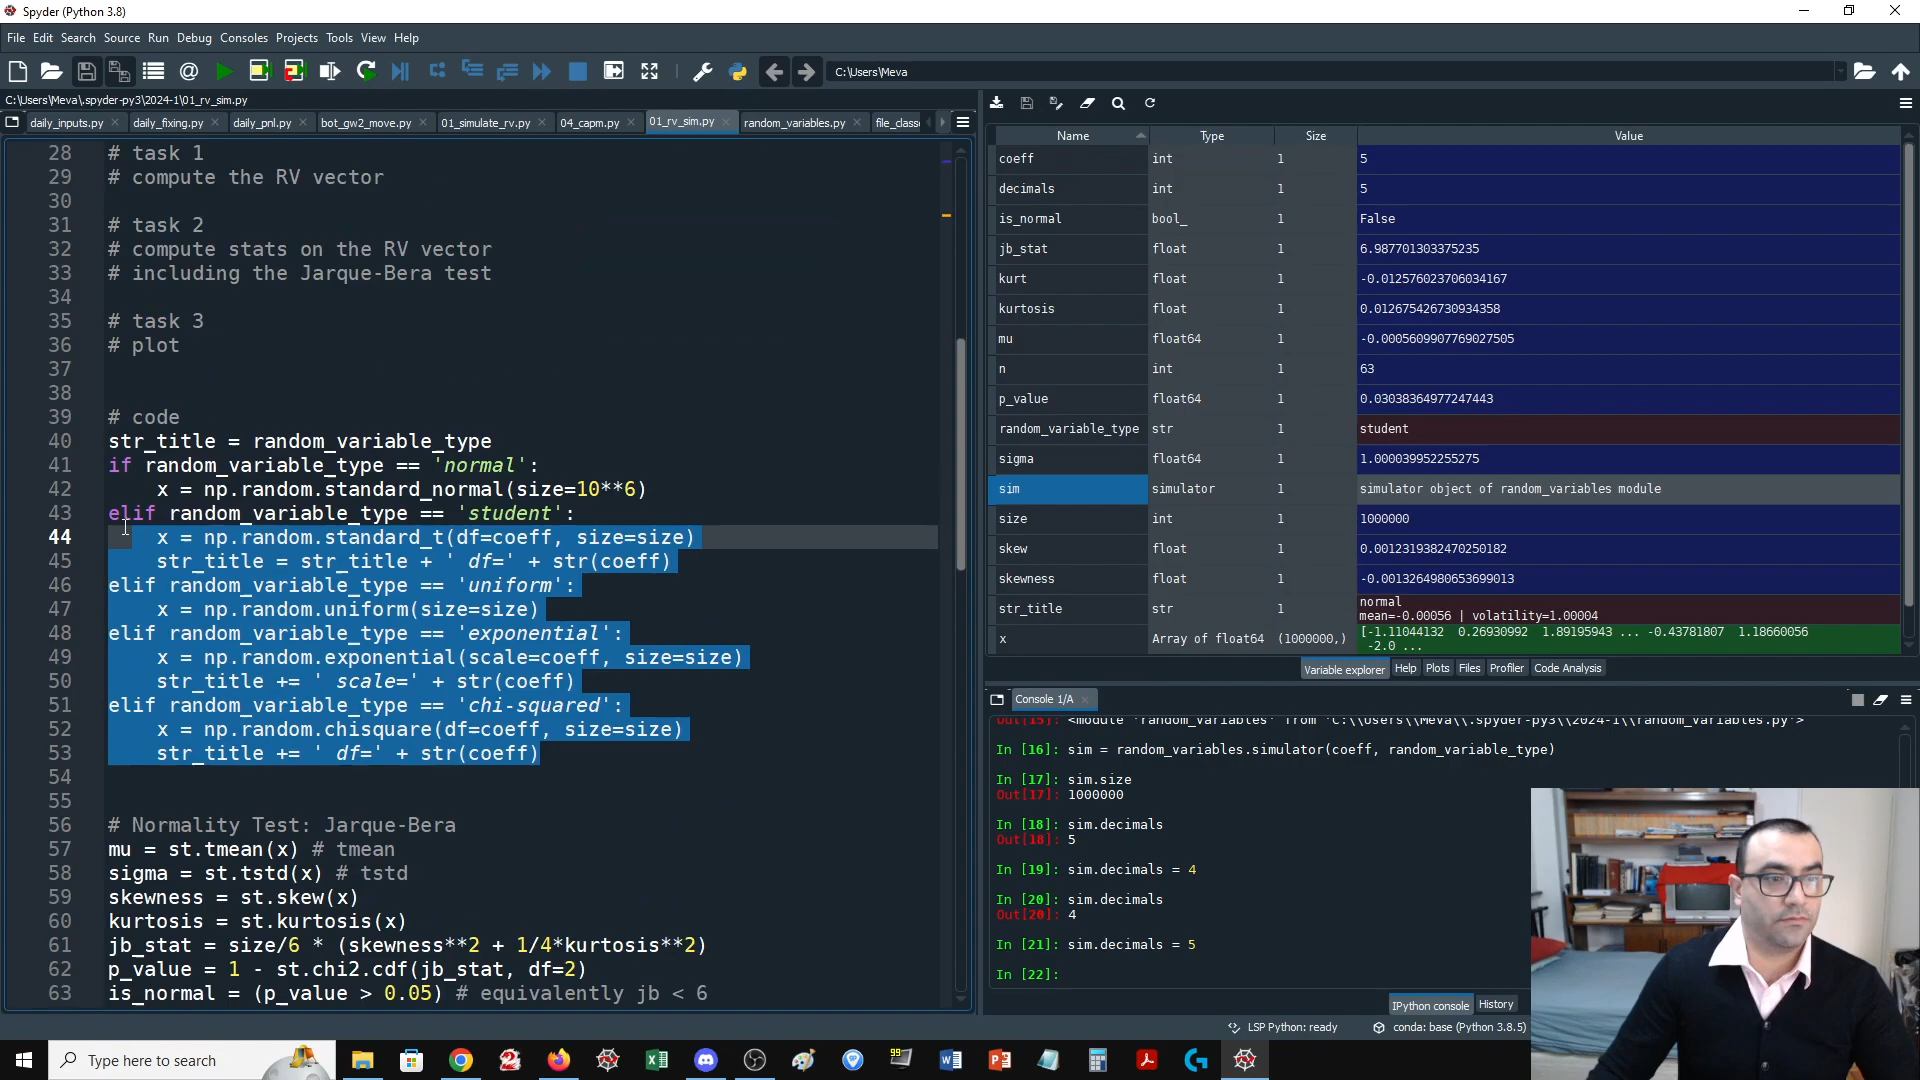 Spyder (Python 3.8)
File Edit Search Source Run Debug Consoles Projects Tools View Help
C:\Users\Meva
C:\Users\Meva\.spyder-py3\2024-1\01_rv_sim.py
daily_inputs.py daily_fixing.py daily_pnl.py bot_gw2_move.py 01_simulate_rv.py 04_capm.py 01_rv_sim.py random_variables.py file_classe
28 # task 1
29 # compute the RV vector
30
31 # task 2
32 # compute stats on the RV vector
33 # including the Jarque-Bera test
34
35 # task 3
36 # plot
37
38
39 # code
40 str_title = random_variable_type
41 if random_variable_type == 'normal':
42 x = np.random.standard_normal(size=10**6)
43 elif random_variable_type == 'student':
44 x = np.random.standard_t(df=coeff, size=size)
45 str_title = str_title + ' df=' + str(coeff)
46 elif random_variable_type == 'uniform':
47 x = np.random.uniform(size=size)
48 elif random_variable_type == 'exponential':
49 x = np.random.exponential(scale=coeff, size=size)
50 str_title += ' scale=' + str(coeff)
51 elif random_variable_type == 'chi-squared':
52 x = np.random.chisquare(df=coeff, size=size)
53 str_title += ' df=' + str(coeff)
54
55
56 # Normality Test: Jarque-Bera
57 mu = st.tmean(x) # tmean
58 sigma = st.tstd(x) # tstd
59 skewness = st.skew(x)
60 kurtosis = st.kurtosis(x)
61 jb_stat = size/6 * (skewness**2 + 1/4*kurtosis**2)
62 p_value = 1 - st.chi2.cdf(jb_stat, df=2)
63 is_normal = (p_value > 0.05) # equivalently jb < 6
Name Type Size Value
coeff int 1 5
decimals int 1 5
is_normal bool_ 1 False
jb_stat float 1 6.987701303375235
kurt float 1 -0.012576023706034167
kurtosis float 1 0.012675426730934358
mu float64 1 -0.0005609907769027505
n int 1 63
p_value float64 1 0.03038364977247443
random_variable_type str 1 student
sigma float64 1 1.000039952255275
sim simulator 1 simulator object of random_variables module
size int 1 1000000
skew float 1 0.0012319382470250182
skewness float 1 -0.0013264980653699013
str_title str 1 normal
mean=-0.00056 | volatility=1.00004
x Array of float64 (1000000,) [-1.11044132 0.26930992 1.89195943 ... -0.43781807 1.18660056
-2.0 ...
Variable explorer Help Plots Files Profiler Code Analysis
Console 1/A
Out[15]: <module 'random_variables' from 'C:\\Users\\Meva\\.spyder-py3\\2024-1\\random_variables.py'>
In [16]: sim = random_variables.simulator(coeff, random_variable_type)
In [17]: sim.size
Out[17]: 1000000
In [18]: sim.decimals
Out[18]: 5
In [19]: sim.decimals = 4
In [20]: sim.decimals
Out[20]: 4
In [21]: sim.decimals = 5
In [22]:
IPython console History
LSP Python: ready conda: base (Python 3.8.5)
Type here to search
99